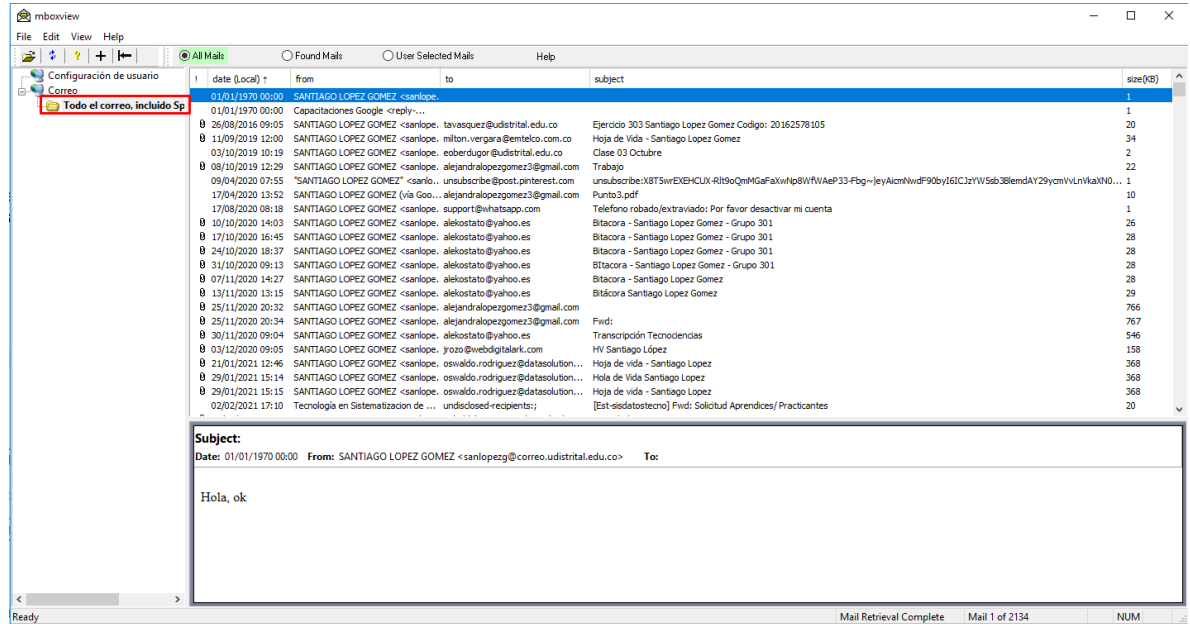 mboxview
File Edit View Help
All Mails Found Mails User Selected Mails Help
Configuración de usuario
Correo
Todo el correo, incluido Sp
! date (Local) ↑ from to subject size(KB)
01/01/1970 00:00 SANTIAGO LOPEZ GOMEZ <sanlope. 1
01/01/1970 00:00 Capacitaciones Google <reply-... 1
26/08/2016 09:05 SANTIAGO LOPEZ GOMEZ <sanlope. tavasquez@udistrital.edu.co Ejercicio 303 Santiago Lopez Gomez Codigo: 20162578105 20
11/09/2019 12:00 SANTIAGO LOPEZ GOMEZ <sanlope. milton.vergara@emtelco.com.co Hoja de Vida - Santiago Lopez Gomez 34
03/10/2019 10:19 SANTIAGO LOPEZ GOMEZ <sanlope. eoberdugor@udistrital.edu.co Clase 03 Octubre 2
08/10/2019 12:29 SANTIAGO LOPEZ GOMEZ <sanlope. alejandralopezgomez3@gmail.com Trabajo 22
09/04/2020 07:55 "SANTIAGO LOPEZ GOMEZ" <sanlo... unsubscribe@post.pinterest.com 1
17/04/2020 13:52 SANTIAGO LOPEZ GOMEZ (vía Goo... alejandralopezgomez3@gmail.com Punto3.pdf 10
17/08/2020 08:18 SANTIAGO LOPEZ GOMEZ <sanlope. support@whatsapp.com Telefono robado/extraviado: Por favor desactivar mi cuenta 1
10/10/2020 14:03 SANTIAGO LOPEZ GOMEZ <sanlope. alekostato@yahoo.es Bitacora - Santiago Lopez Gomez - Grupo 301 26
17/10/2020 16:45 SANTIAGO LOPEZ GOMEZ <sanlope. alekostato@yahoo.es Bitacora - Santiago Lopez Gomez - Grupo 301 28
24/10/2020 18:37 SANTIAGO LOPEZ GOMEZ <sanlope. alekostato@yahoo.es Bitacora - Santiago Lopez Gomez - Grupo 301 28
31/10/2020 09:13 SANTIAGO LOPEZ GOMEZ <sanlope. alekostato@yahoo.es BItacora - Santiago Lopez Gomez - Grupo 301 28
07/11/2020 14:27 SANTIAGO LOPEZ GOMEZ <sanlope. alekostato@yahoo.es Bitacora - Santiago Lopez Gomez 28
13/11/2020 13:15 SANTIAGO LOPEZ GOMEZ <sanlope. alekostato@yahoo.es Bitácora Santiago Lopez Gomez 29
25/11/2020 20:32 SANTIAGO LOPEZ GOMEZ <sanlope. alejandralopezgomez3@gmail.com 766
25/11/2020 20:34 SANTIAGO LOPEZ GOMEZ <sanlope. alejandralopezgomez3@gmail.com Fwd: 767
30/11/2020 09:04 SANTIAGO LOPEZ GOMEZ <sanlope. alekostato@yahoo.es Transcripción Tecnociencias 546
03/12/2020 09:05 SANTIAGO LOPEZ GOMEZ <sanlope. jrozo@webdigitalark.com HV Santiago López 158
21/01/2021 12:46 SANTIAGO LOPEZ GOMEZ <sanlope. oswaldo.rodriguez@datasolution... Hoja de vida - Santiago Lopez 368
29/01/2021 15:14 SANTIAGO LOPEZ GOMEZ <sanlope. oswaldo.rodriguez@datasolution... Hola de Vida Santiago Lopez 368
29/01/2021 15:15 SANTIAGO LOPEZ GOMEZ <sanlope. oswaldo.rodriguez@datasolution... Hoja de vida - Santiago Lopez 368
02/02/2021 17:10 Tecnología en Sistematizacion de ... undisclosed-recipients:; [Est-sisdatostecno] Fwd: Solicitud Aprendices/ Practicantes 20
Subject:
Date: 01/01/1970 00:00 From: SANTIAGO LOPEZ GOMEZ <sanlopezg@correo.udistrital.edu.co> To:
Hola, ok
Ready Mail Retrieval Complete Mail 1 of 2134 NUM